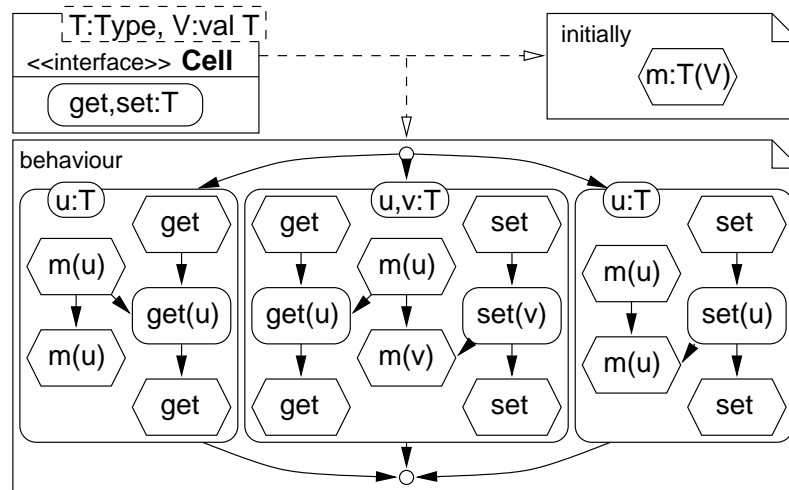 T:Type, V:val T
<<interface>> Cell
get,set:T
initially
m:T(V)
behaviour
u:T
get
m(u)
get(u)
m(u)
get
u,v:T
get
m(u)
set
get(u)
set(v)
m(v)
get
set
u:T
set
m(u)
set(u)
m(u)
set